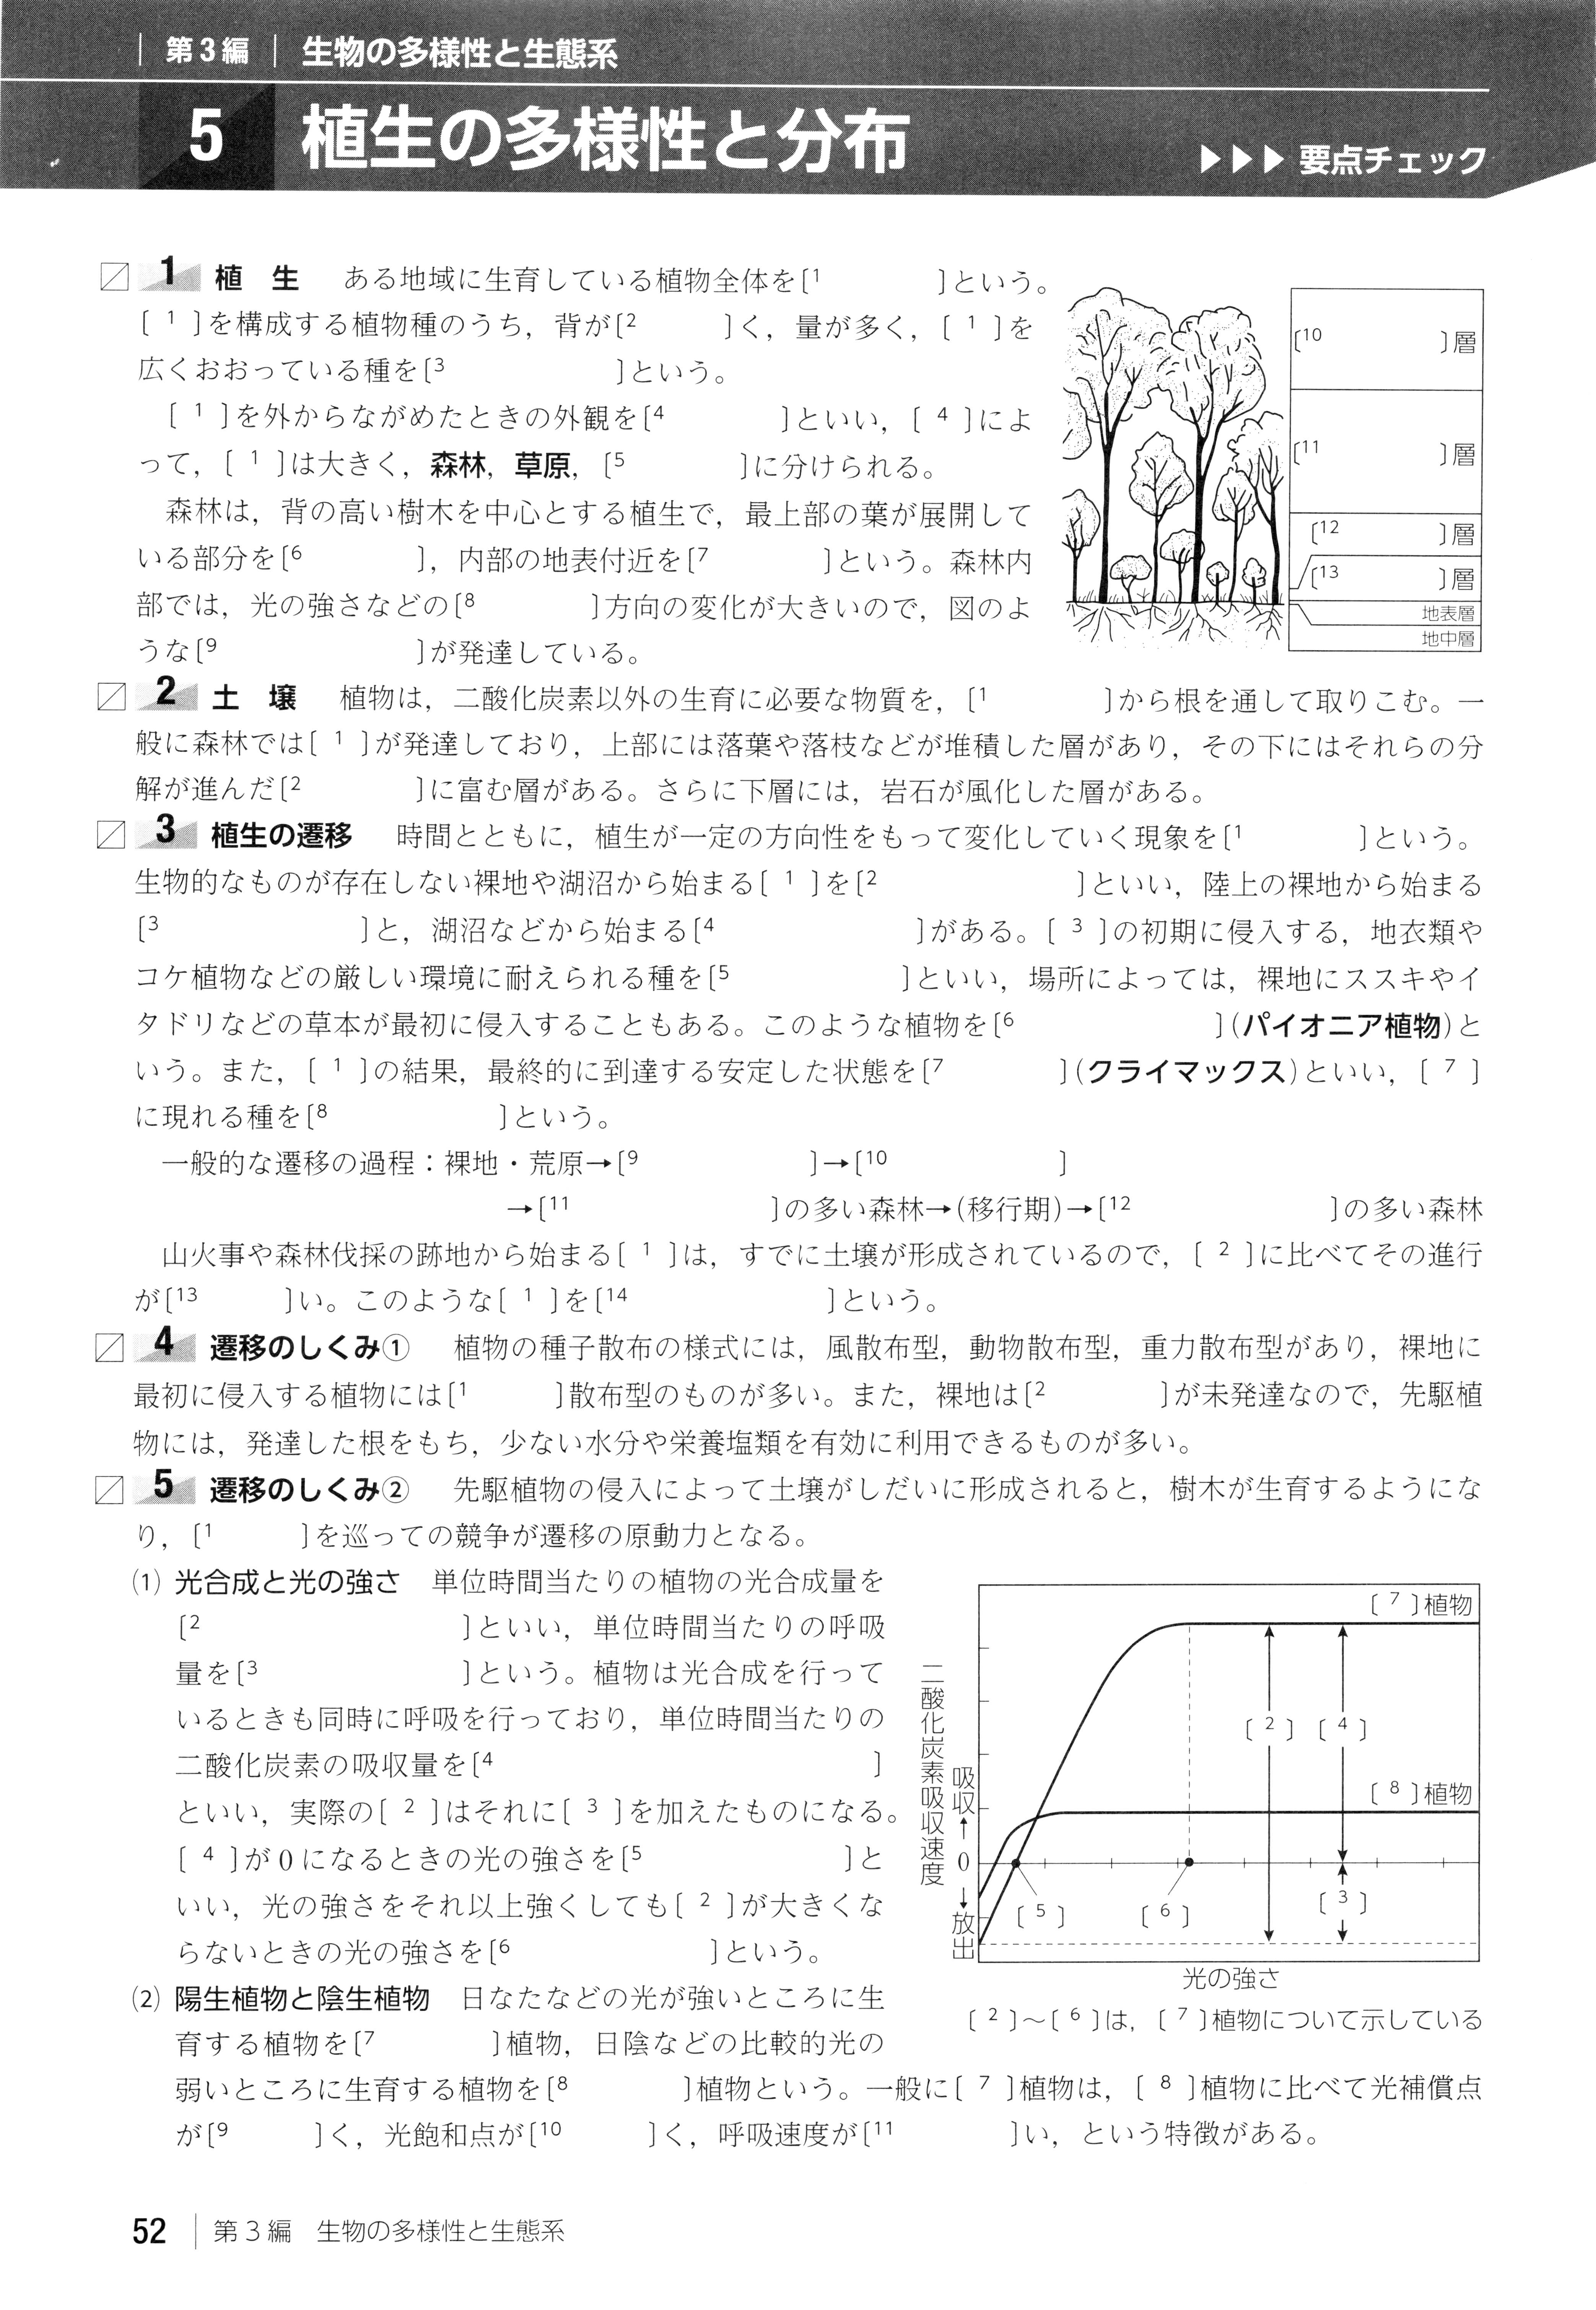 第3編 生物の多様性と生態系
5 植生の多様性と分布
▶▶▶ 要点チェック
1 植 生 ある地域に生育している植物全体を〔1 〕という。
〔 1 〕を構成する植物種のうち，背が〔2 〕く，量が多く，〔 1 〕を
広くおおっている種を〔3 〕という。
〔 1 〕を外からながめたときの外観を〔4 〕といい，〔 4 〕によ
って，〔 1 〕は大きく，森林，草原，〔5 〕に分けられる。
森林は，背の高い樹木を中心とする植生で，最上部の葉が展開して
いる部分を〔6 〕，内部の地表付近を〔7 〕という。森林内
部では，光の強さなどの〔8 〕方向の変化が大きいので，図のよ
うな〔9 〕が発達している。
〔10 〕層
〔11 〕層
〔12 〕層
〔13 〕層
地表層
地中層
2 土 壌 植物は，二酸化炭素以外の生育に必要な物質を，〔1 〕から根を通して取りこむ。一
般に森林では〔 1 〕が発達しており，上部には落葉や落枝などが堆積した層があり，その下にはそれらの分
解が進んだ〔2 〕に富む層がある。さらに下層には，岩石が風化した層がある。
3 植生の遷移 時間とともに，植生が一定の方向性をもって変化していく現象を〔1 〕という。
生物的なものが存在しない裸地や湖沼から始まる〔 1 〕を〔2 〕といい，陸上の裸地から始まる
〔3 〕と，湖沼などから始まる〔4 〕がある。〔 3 〕の初期に侵入する，地衣類や
コケ植物などの厳しい環境に耐えられる種を〔5 〕といい，場所によっては，裸地にススキやイ
タドリなどの草本が最初に侵入することもある。このような植物を〔6 〕(パイオニア植物)と
いう。また，〔 1 〕の結果，最終的に到達する安定した状態を〔7 〕(クライマックス)といい，〔 7 〕
に現れる種を〔8 〕という。
一般的な遷移の過程：裸地・荒原→〔9 〕→〔10 〕
→〔11 〕の多い森林→(移行期)→〔12 〕の多い森林
山火事や森林伐採の跡地から始まる〔 1 〕は，すでに土壌が形成されているので，〔 2 〕に比べてその進行
が〔13 〕い。このような〔 1 〕を〔14 〕という。
4 遷移のしくみ① 植物の種子散布の様式には，風散布型，動物散布型，重力散布型があり，裸地に
最初に侵入する植物には〔1 〕散布型のものが多い。また，裸地は〔2 〕が未発達なので，先駆植
物には，発達した根をもち，少ない水分や栄養塩類を有効に利用できるものが多い。
5 遷移のしくみ② 先駆植物の侵入によって土壌がしだいに形成されると，樹木が生育するようにな
り，〔1 〕を巡っての競争が遷移の原動力となる。
(1) 光合成と光の強さ 単位時間当たりの植物の光合成量を
〔2 〕といい，単位時間当たりの呼吸
量を〔3 〕という。植物は光合成を行って
いるときも同時に呼吸を行っており，単位時間当たりの
二酸化炭素の吸収量を〔4 〕
といい，実際の〔 2 〕はそれに〔 3 〕を加えたものになる。
〔 4 〕が0になるときの光の強さを〔5 〕と
いい，光の強さをそれ以上強くしても〔 2 〕が大きくな
らないときの光の強さを〔6 〕という。
(2) 陽生植物と陰生植物 日なたなどの光が強いところに生
育する植物を〔7 〕植物，日陰などの比較的光の
弱いところに生育する植物を〔8 〕植物という。一般に〔 7 〕植物は，〔 8 〕植物に比べて光補償点
が〔9 〕く，光飽和点が〔10 〕く，呼吸速度が〔11 〕い，という特徴がある。
〔 7 〕植物
〔 2 〕〔 4 〕
〔 8 〕植物
二酸化炭素吸収速度
吸収
↑
0
↓
放出
〔 5 〕
〔 6 〕
〔 3 〕
光の強さ
〔 2 〕～〔 6 〕は，〔 7 〕植物について示している
52 第3編 生物の多様性と生態系